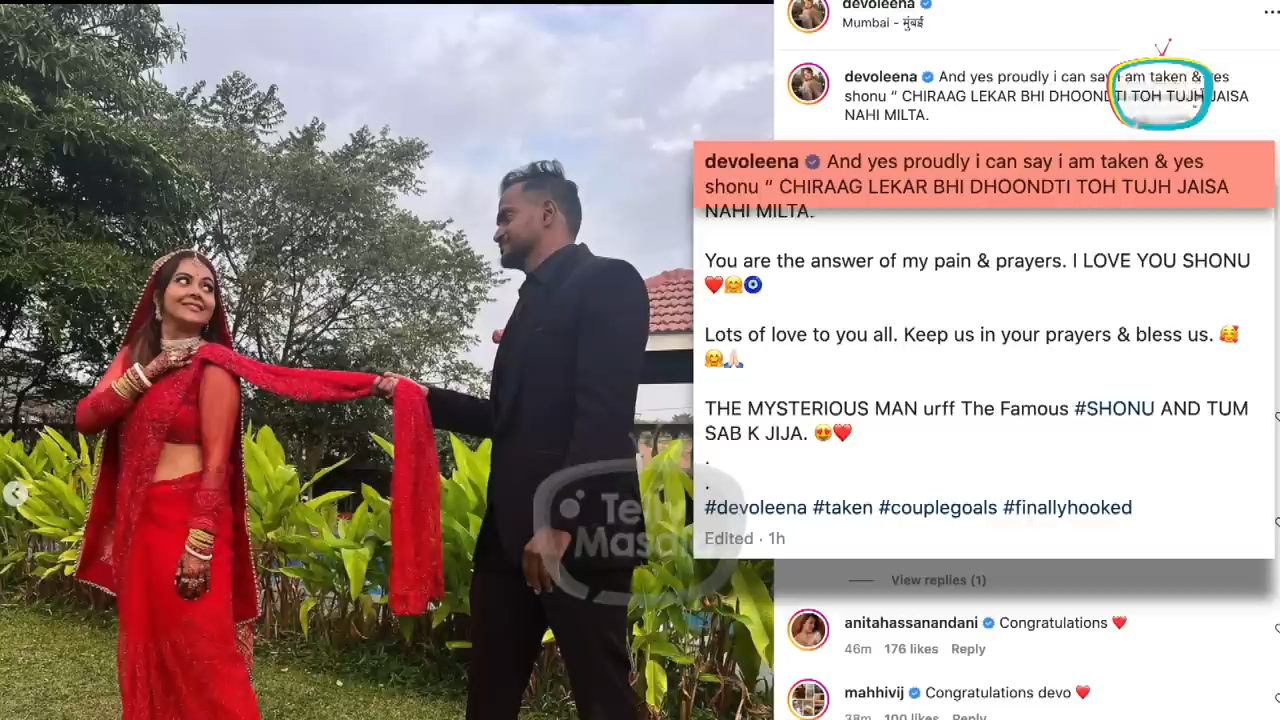 devoleena
Mumbai - मुंबई
devoleena And yes proudly i can say i am taken & yes
shonu “ CHIRAAG LEKAR BHI DHOONDTI TOH TUJH JAISA
NAHI MILTA.
devoleena And yes proudly i can say i am taken & yes
shonu “ CHIRAAG LEKAR BHI DHOONDTI TOH TUJH JAISA
NAHI MILTA.
You are the answer of my pain & prayers. I LOVE YOU SHONU
❤️🤗🧿
Lots of love to you all. Keep us in your prayers & bless us. 🥰
🤗🙏🏻
THE MYSTERIOUS MAN urff The Famous #SHONU AND TUM
SAB K JIJA. 😍❤️
.
.
#devoleena #taken #couplegoals #finallyhooked
Edited · 1h
Telly
View replies (1)
anitahassanandani Congratulations ❤️
46m 176 likes Reply
mahhivij Congratulations devo ❤️
38m 100 likes Reply